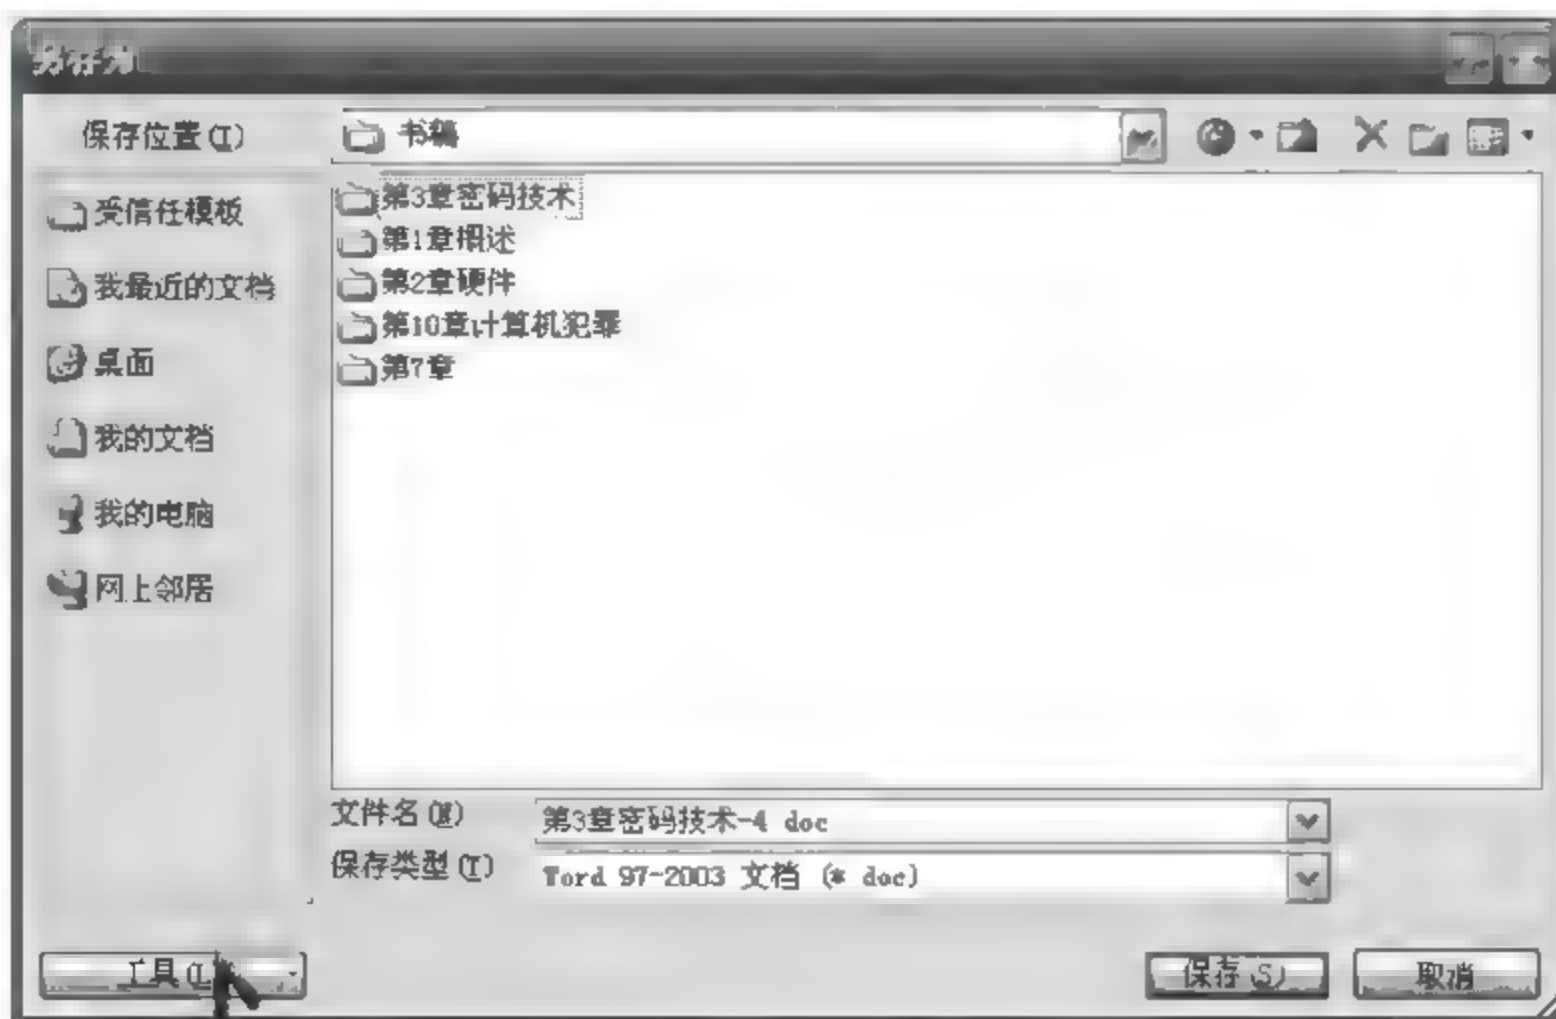 另存为
保存位置(I)
书稿
受信任模板
我最近的文档
桌面
我的文档
我的电脑
网上邻居
第3章密码技术
第1章概述
第2章硬件
第10章计算机犯罪
第7章
文件名(N)
第3章密码技术-4 doc
保存类型(T)
Word 97-2003 文档 (* doc)
工具(L)
保存(S)
取消